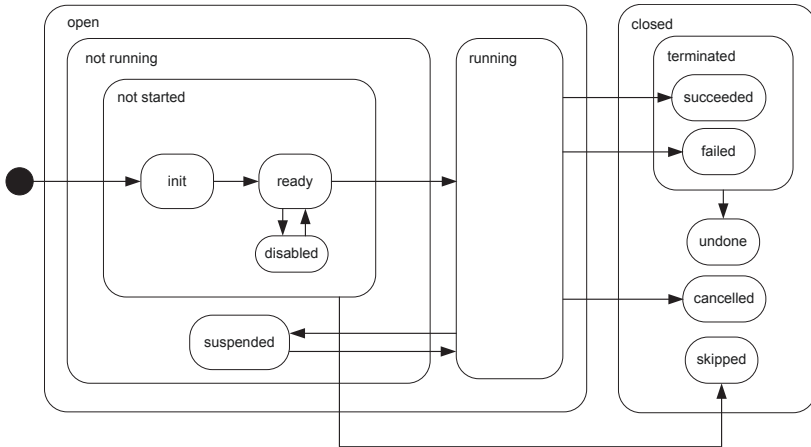 open
closed
not running
running
terminated
not started
succeeded
failed
init
ready
disabled
undone
cancelled
suspended
skipped